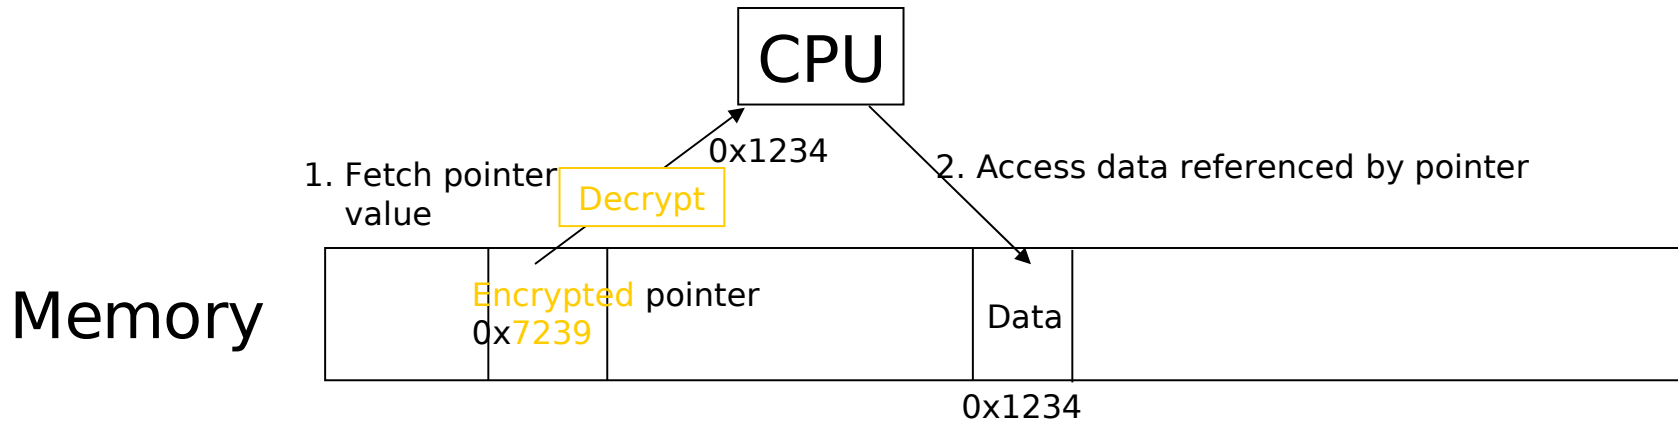 CPU
0x1234
1. Fetch pointer
value
Decrypt
2. Access data referenced by pointer
Memory
Encrypted pointer
0x7239
Data
0x1234